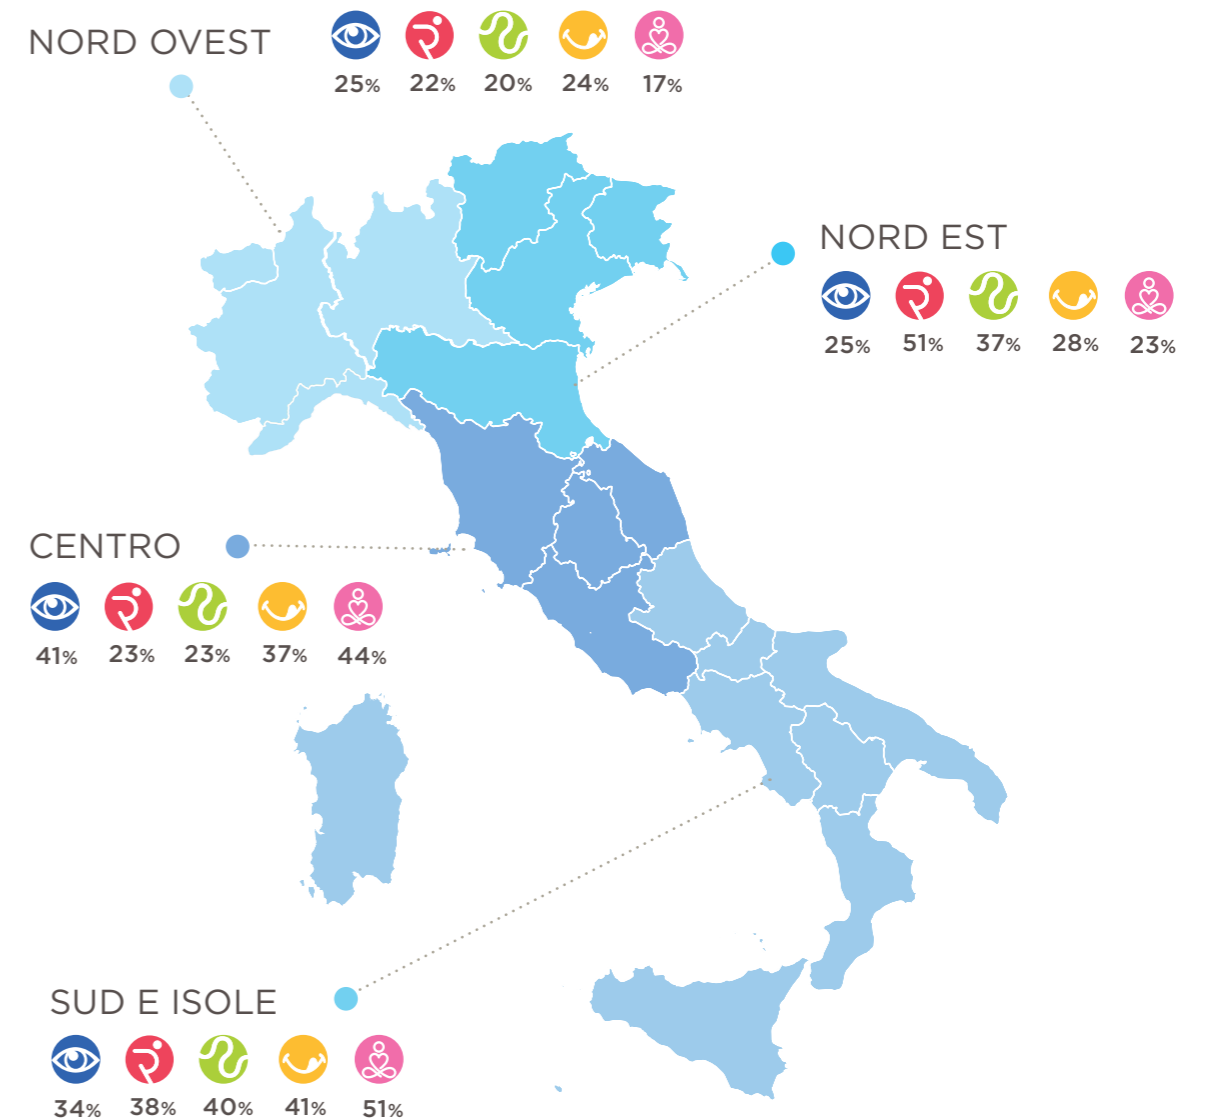 NORD OVEST
25% 22% 20% 24% 17%
NORD EST
25% 51% 37% 28% 23%
CENTRO
41% 23% 23% 37% 44%
SUD E ISOLE
34% 38% 40% 41% 51%